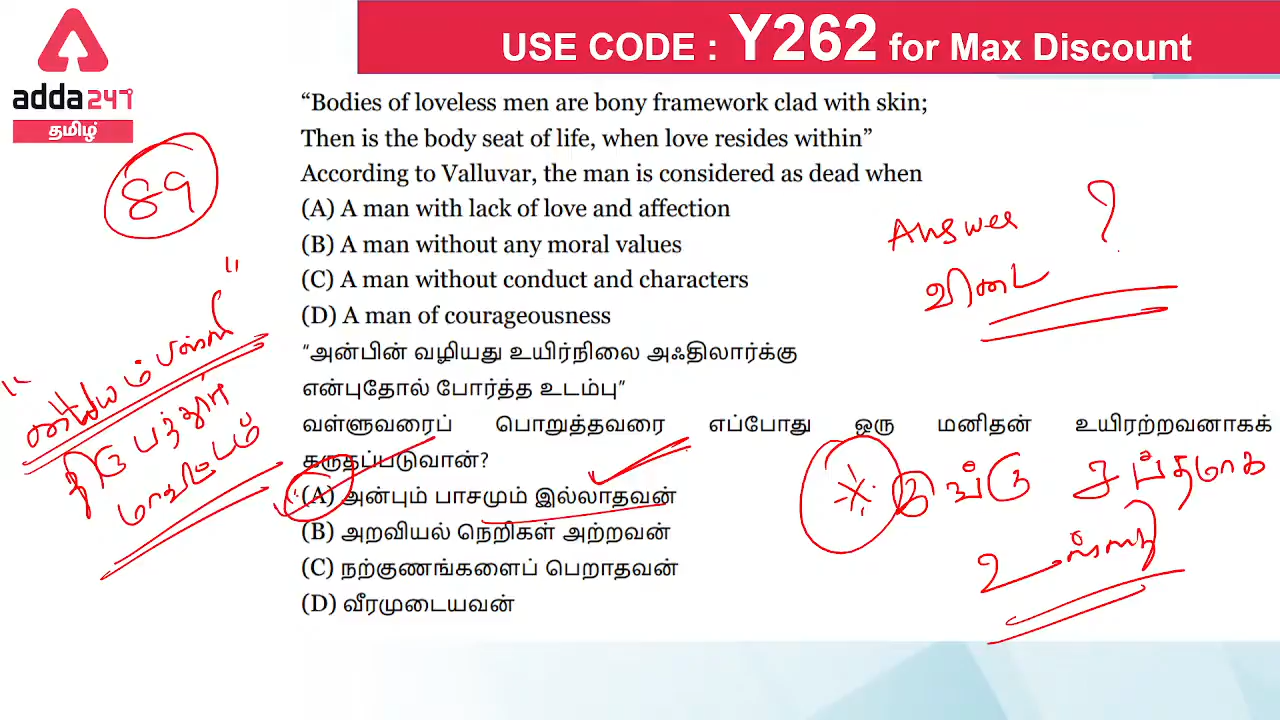 USE CODE : Y262 for Max Discount
adda247
தமிழ்
89
“Bodies of loveless men are bony framework clad with skin;
Then is the body seat of life, when love resides within”
According to Valluvar, the man is considered as dead when
(A) A man with lack of love and affection
(B) A man without any moral values
(C) A man without conduct and characters
(D) A man of courageousness
Answer ?
விடை
“அன்பின் வழியது உயிர்நிலை அஃதிலார்க்கு
என்புதோல் போர்த்த உடம்பு”
வள்ளுவரைப் பொறுத்தவரை எப்போது ஒரு மனிதன் உயிரற்றவனாகக்
கருதப்படுவான்?
(A) அன்பும் பாசமும் இல்லாதவன்
(B) அறவியல் நெறிகள் அற்றவன்
(C) நற்குணங்களைப் பெறாதவன்
(D) வீரமுடையவன்
மாவட்டம்